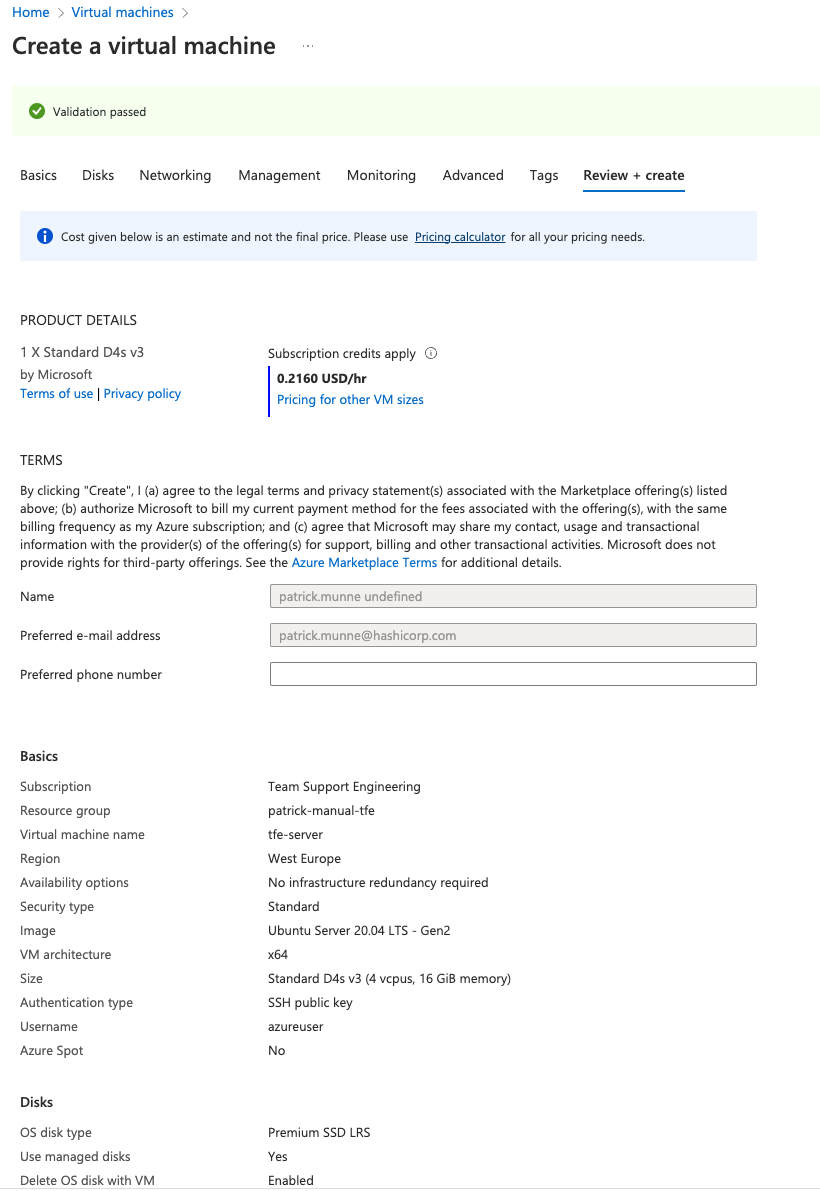 Home > Virtual machines >
Create a virtual machine ...
Validation passed
Basics Disks Networking Management Monitoring Advanced Tags Review + create
Cost given below is an estimate and not the final price. Please use Pricing calculator for all your pricing needs.
PRODUCT DETAILS
1 X Standard D4s v3 Subscription credits apply
by Microsoft 0.2160 USD/hr
Terms of use | Privacy policy Pricing for other VM sizes
TERMS
By clicking "Create", I (a) agree to the legal terms and privacy statement(s) associated with the Marketplace offering(s) listed
above; (b) authorize Microsoft to bill my current payment method for the fees associated with the offering(s), with the same
billing frequency as my Azure subscription; and (c) agree that Microsoft may share my contact, usage and transactional
information with the provider(s) of the offering(s) for support, billing and other transactional activities. Microsoft does not
provide rights for third-party offerings. See the Azure Marketplace Terms for additional details.
Name patrick.munne undefined
Preferred e-mail address patrick.munne@hashicorp.com
Preferred phone number
Basics
Subscription Team Support Engineering
Resource group patrick-manual-tfe
Virtual machine name tfe-server
Region West Europe
Availability options No infrastructure redundancy required
Security type Standard
Image Ubuntu Server 20.04 LTS - Gen2
VM architecture x64
Size Standard D4s v3 (4 vcpus, 16 GiB memory)
Authentication type SSH public key
Username azureuser
Azure Spot No
Disks
OS disk type Premium SSD LRS
Use managed disks Yes
Delete OS disk with VM Enabled